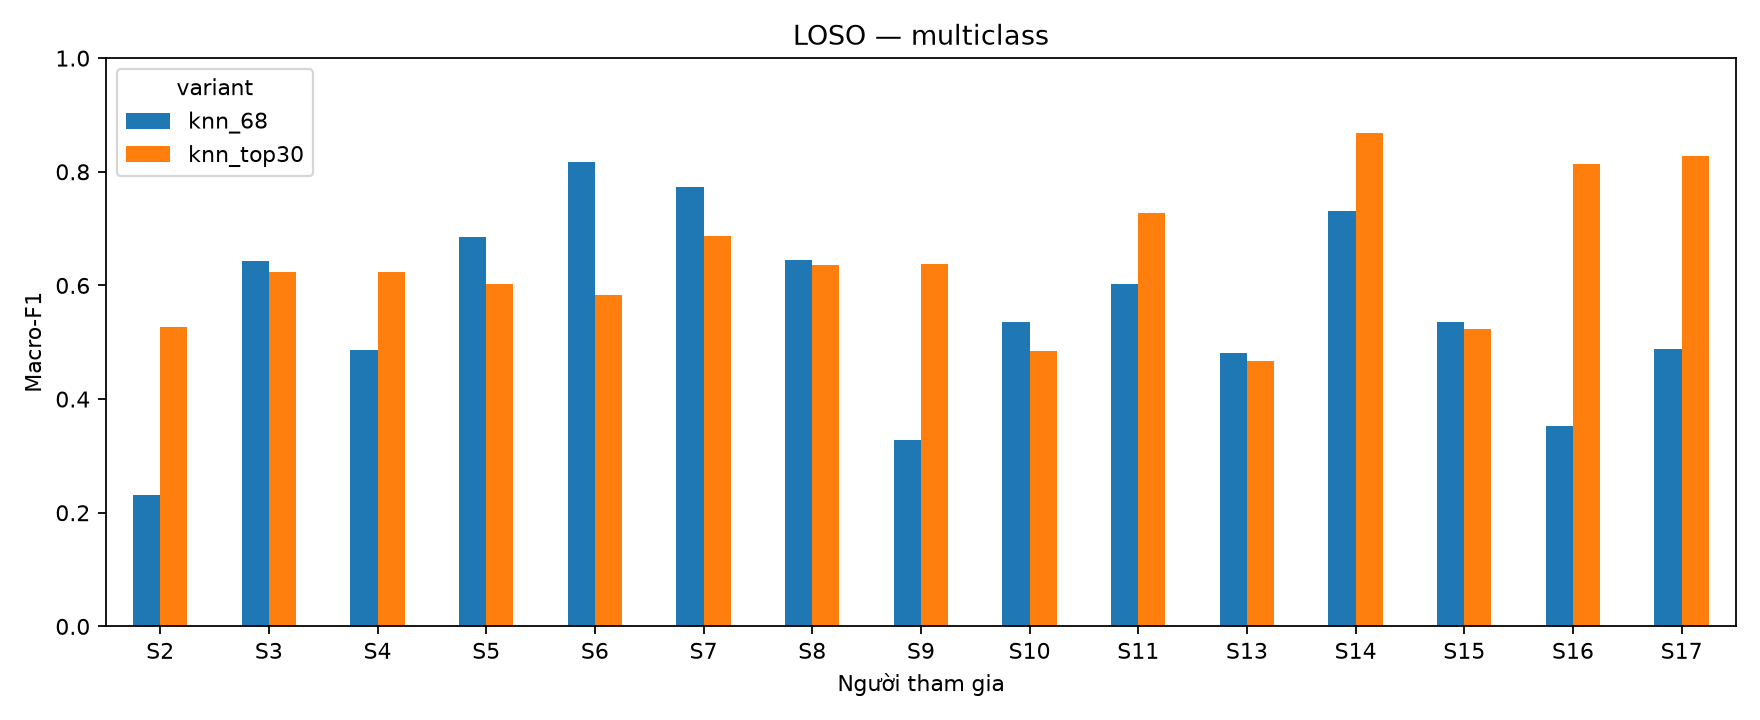 LOSO — multiclass
variant
knn_68
knn_top30
Macro-F1
1.0
0.8
0.6
0.4
0.2
0.0
S2 S3 S4 S5 S6 S7 S8 S9 S10 S11 S13 S14 S15 S16 S17
Người tham gia